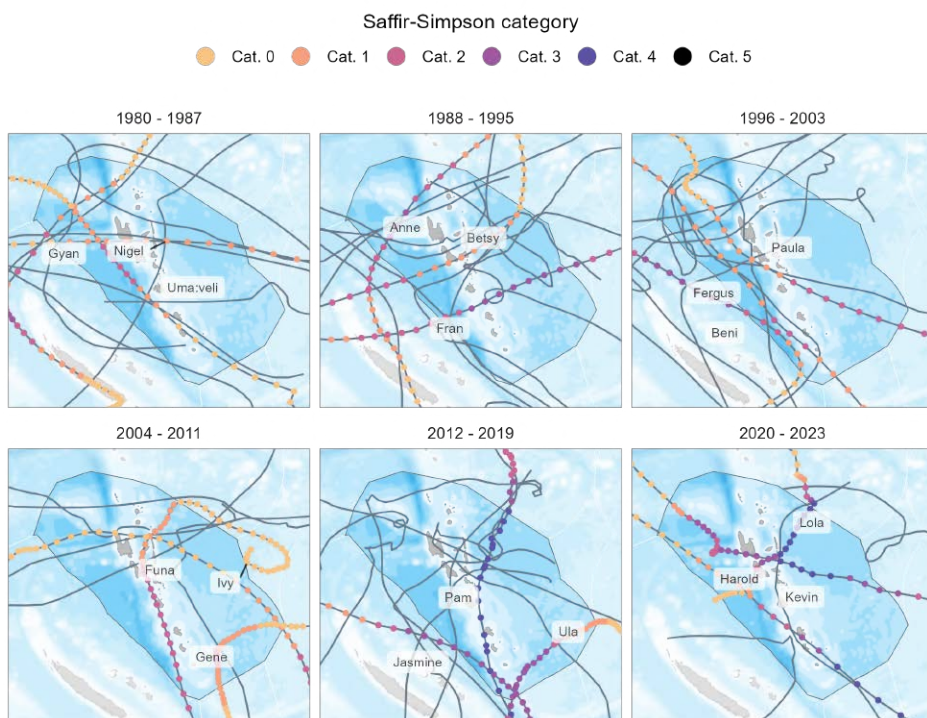 Saffir-Simpson category
Cat. 0 Cat. 1 Cat. 2 Cat. 3 Cat. 4 Cat. 5
1980 - 1987 1988 - 1995 1996 - 2003
Anne
Betsy
Paula
Gyan
Nigel
Uma:veli
Fergus
Fran
Beni
2004 - 2011 2012 - 2019 2020 - 2023
Lola
Funa
Ivy
Harold
Pam
Kevin
Gene
Jasmine
Ula